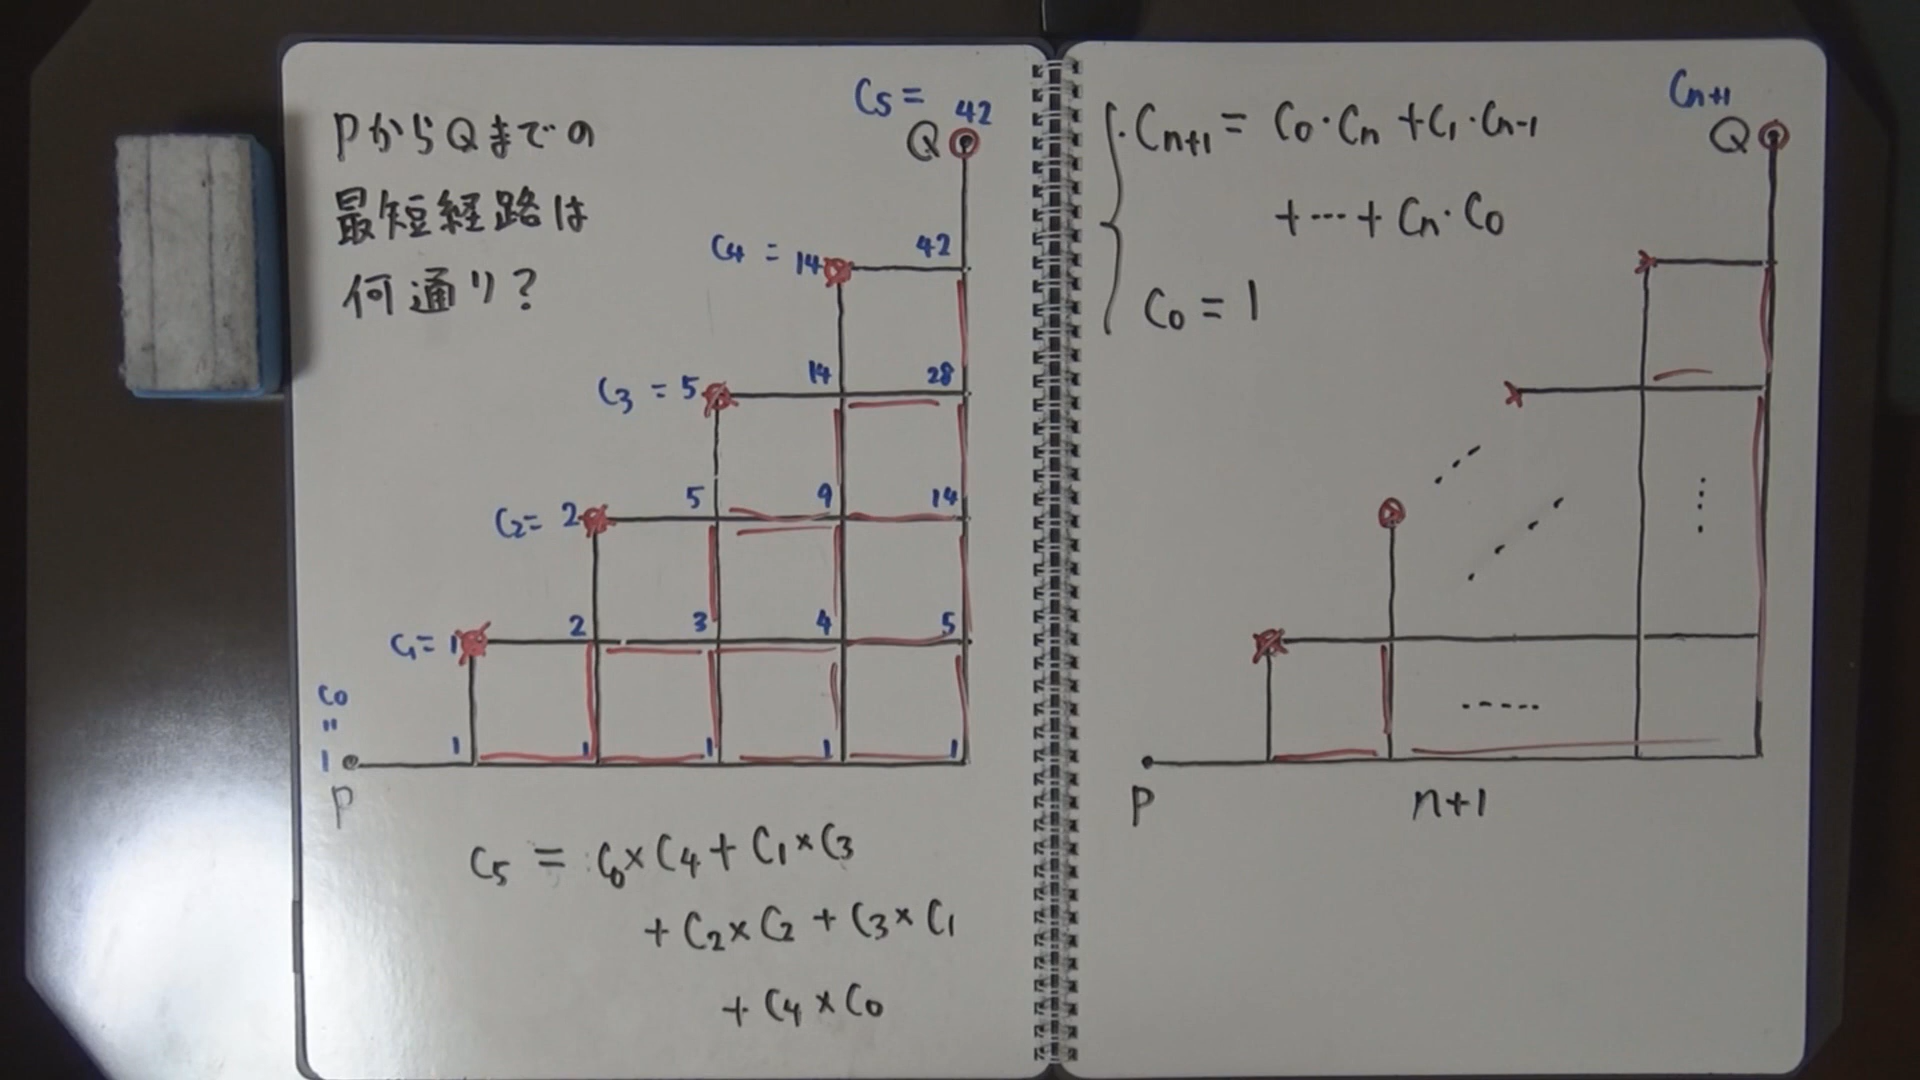 PからQまでの
最短経路は
何通り?
C5 = 42
Q
C4 = 14 42
C3 = 5 14 28
C2= 2 5 9 14
C1= 1 2 3 4 5
C0
"
1 1 1 1 1 1
P
C5 = C0×C4+C1×C3
+C2×C2+C3×C1
+C4×C0
Cn+1 = C0·Cn+C1·Cn-1
+···+Cn·C0
C0=1
Cn+1
Q
P
n+1